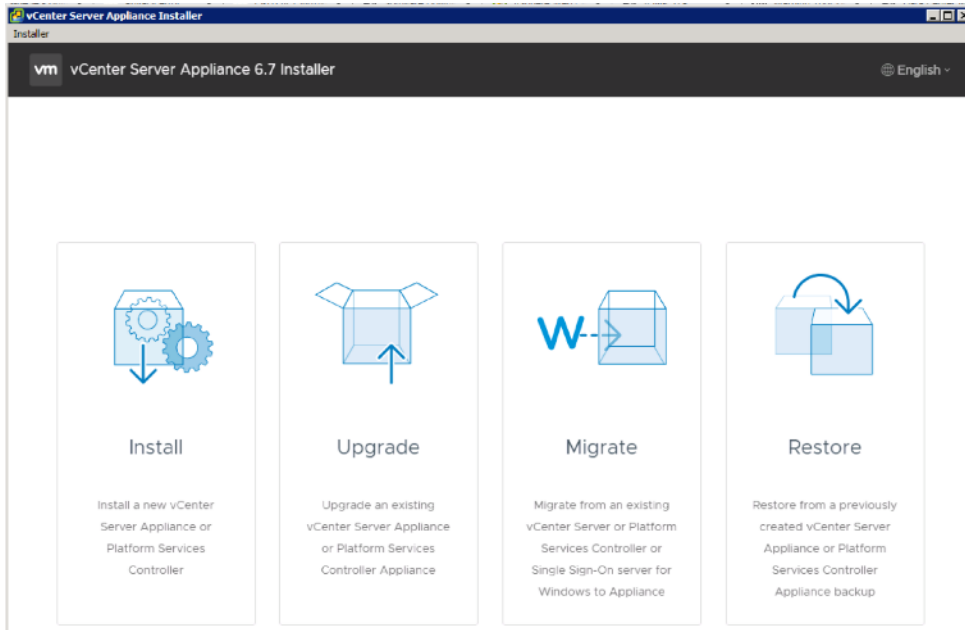 vCenter Server Appliance Installer
Installer
vm vCenter Server Appliance 6.7 Installer
English
W
Install
Install a new vCenter
Server Appliance or
Platform Services
Controller
Upgrade
Upgrade an existing
vCenter Server Appliance
or Platform Services
Controller Appliance
Migrate
Migrate from an existing
vCenter Server or Platform
Services Controller or
Single Sign-On server for
Windows to Appliance
Restore
Restore from a previously
created vCenter Server
Appliance or Platform
Services Controller
Appliance backup